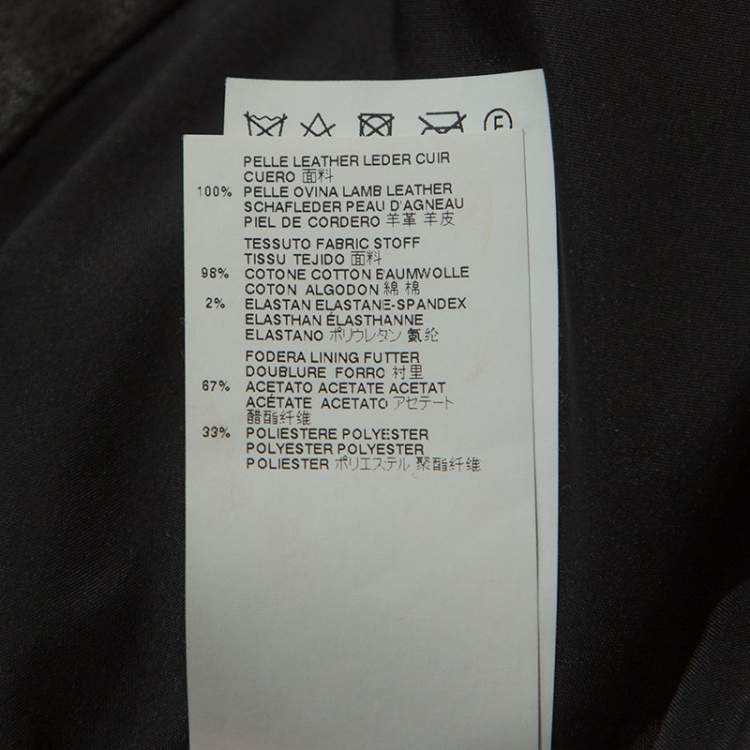 F
PELLE LEATHER LEDER CUIR
CUERO 面料
100% PELLE OVINA LAMB LEATHER
SCHAFLEDER PEAU D'AGNEAU
PIEL DE CORDERO 羊革 羊皮
TESSUTO FABRIC STOFF
TISSU TEJIDO 面料
98% COTONE COTTON BAUMWOLLE
COTON ALGODON 綿 棉
2% ELASTAN ELASTANE-SPANDEX
ELASTHAN ÉLASTHANNE
ELASTANO ポリウレタン 氨纶
FODERA LINING FUTTER
DOUBLURE FORRO 衬里
67% ACETATO ACETATE ACETAT
ACÉTATE ACETATO アセテート
醋酯纤维
33% POLIESTERE POLYESTER
POLYESTER POLYESTER
POLIESTER ポリエステル 聚酯纤维